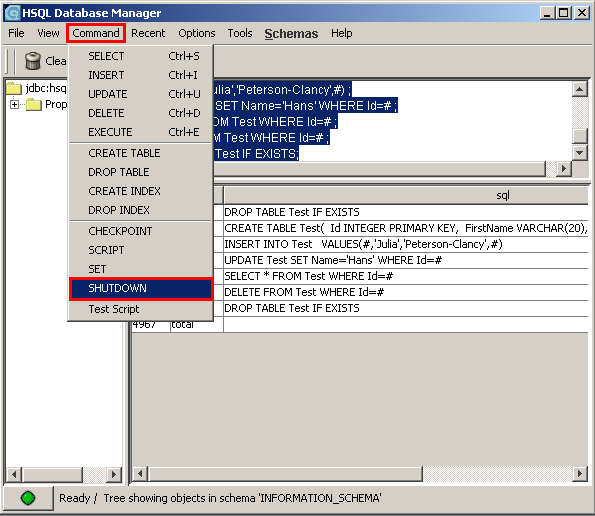 HSQL Database Manager
File View Command Recent Options Tools Schemas Help
Clea
SELECT Ctrl+S
INSERT Ctrl+I
UPDATE Ctrl+U
DELETE Ctrl+D
EXECUTE Ctrl+E
CREATE TABLE
DROP TABLE
CREATE INDEX
DROP INDEX
CHECKPOINT
SCRIPT
SET
SHUTDOWN
Test Script
jdbc:hsq
Prop
ulia','Peterson-Clancy',#) ;
SET Name='Hans' WHERE Id=# ;
OM Test WHERE Id=# ;
M Test WHERE Id=# ;
Test IF EXISTS;
sql
DROP TABLE Test IF EXISTS
CREATE TABLE Test( Id INTEGER PRIMARY KEY, FirstName VARCHAR(20),
INSERT INTO Test VALUES(#,'Julia','Peterson-Clancy',#)
UPDATE Test SET Name='Hans' WHERE Id=#
SELECT * FROM Test WHERE Id=#
DELETE FROM Test WHERE Id=#
DROP TABLE Test IF EXISTS
4967 total
Ready / Tree showing objects in schema 'INFORMATION_SCHEMA'